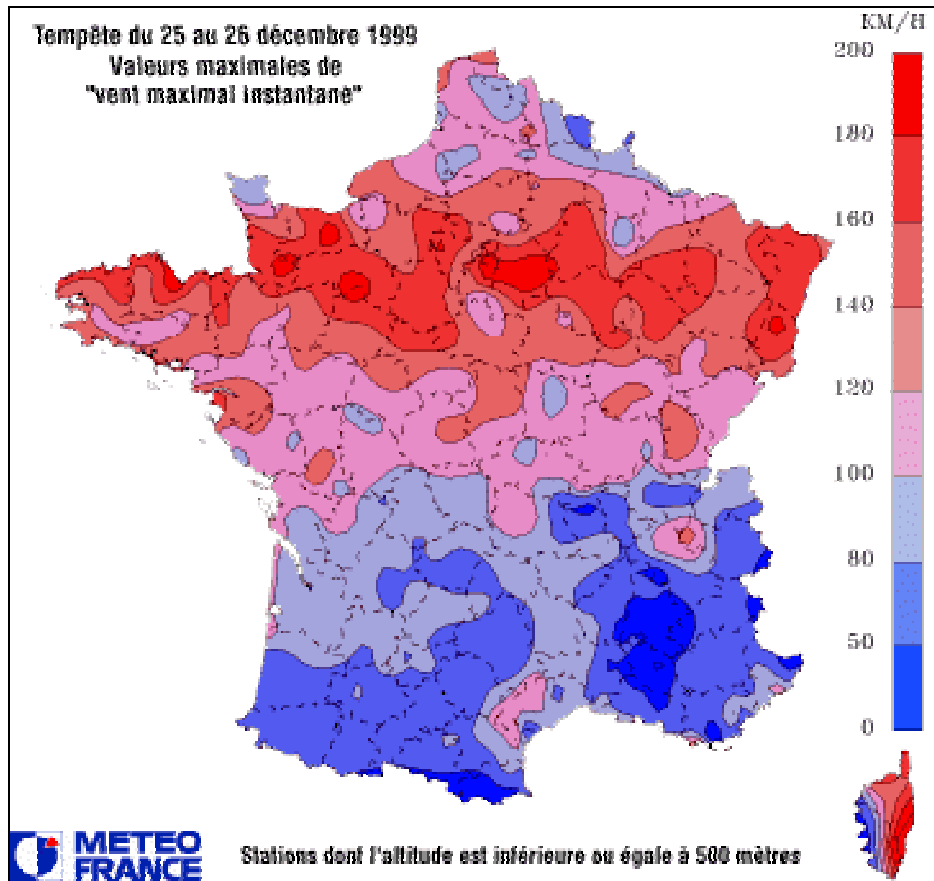 Tempête du 25 au 26 décembre 1999
Valeurs maximales de
"vent maximal instantané"
KM/H
200
180
160
140
120
100
80
50
0
METEO
FRANCE
Stations dont l'altitude est inférieure ou égale à 500 mètres